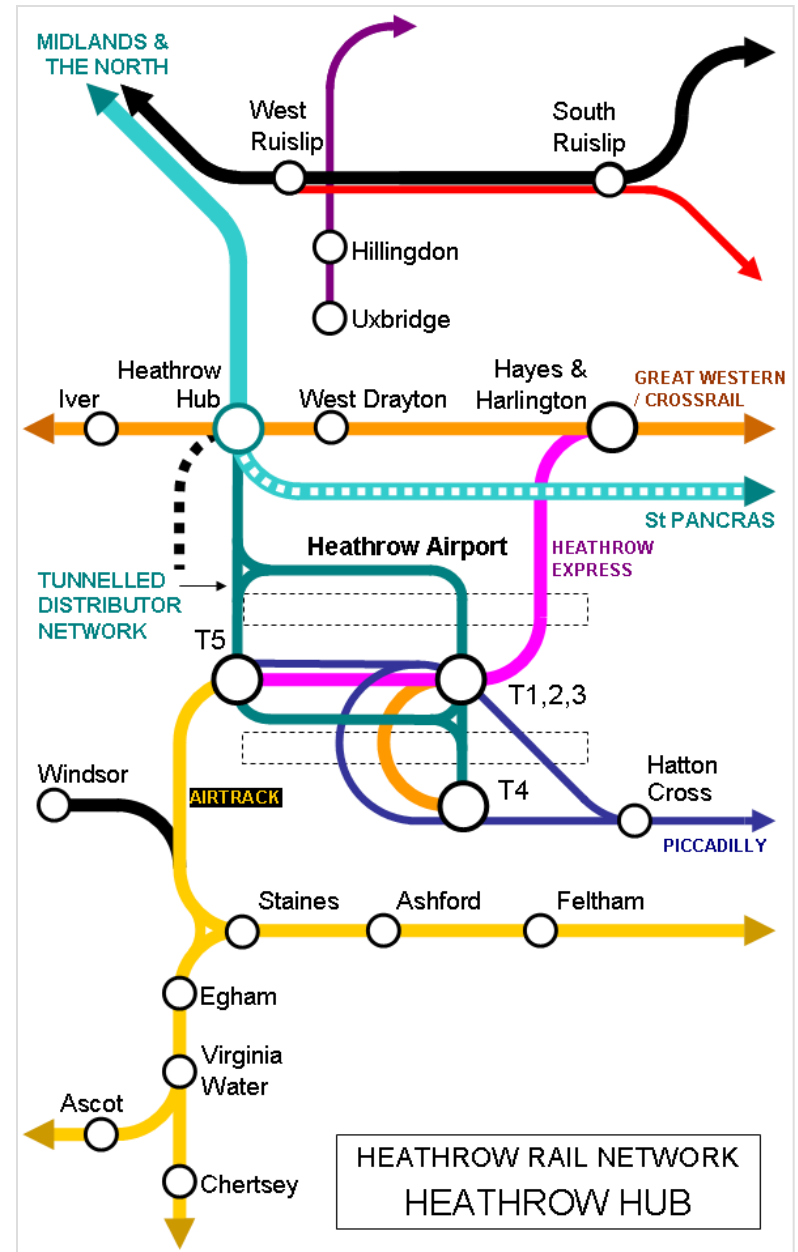 MIDLANDS &
THE NORTH
West
Ruislip
South
Ruislip
Hillingdon
Uxbridge
Heathrow
Hub
Iver
West Drayton
Hayes &
Harlington
GREAT WESTERN
/ CROSSRAIL
St PANCRAS
Heathrow Airport
HEATHROW
EXPRESS
TUNNELLED
DISTRIBUTOR
NETWORK
T5
T1,2,3
Windsor
AIRTRACK
T4
Hatton
Cross
PICCADILLY
Staines
Ashford
Feltham
Egham
Virginia
Water
Ascot
Chertsey
HEATHROW RAIL NETWORK
HEATHROW HUB